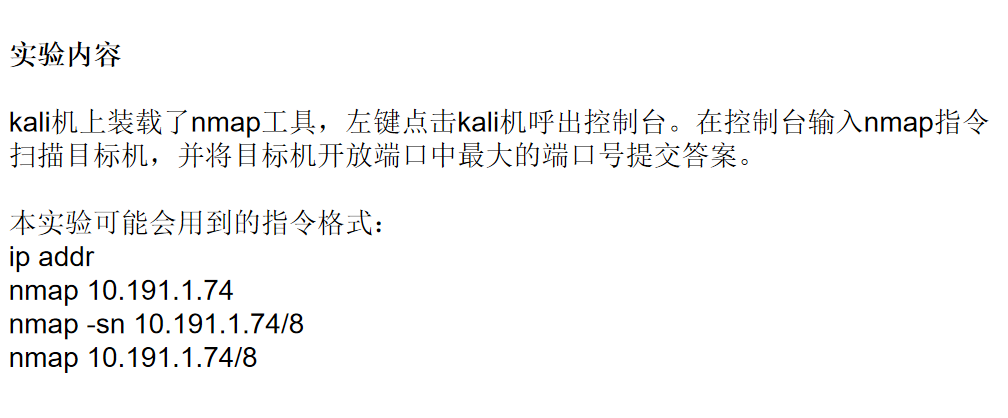 实验内容
kali机上装载了nmap工具，左键点击kali机呼出控制台。在控制台输入nmap指令
扫描目标机，并将目标机开放端口中最大的端口号提交答案。
本实验可能会用到的指令格式：
ip addr
nmap 10.191.1.74
nmap -sn 10.191.1.74/8
nmap 10.191.1.74/8